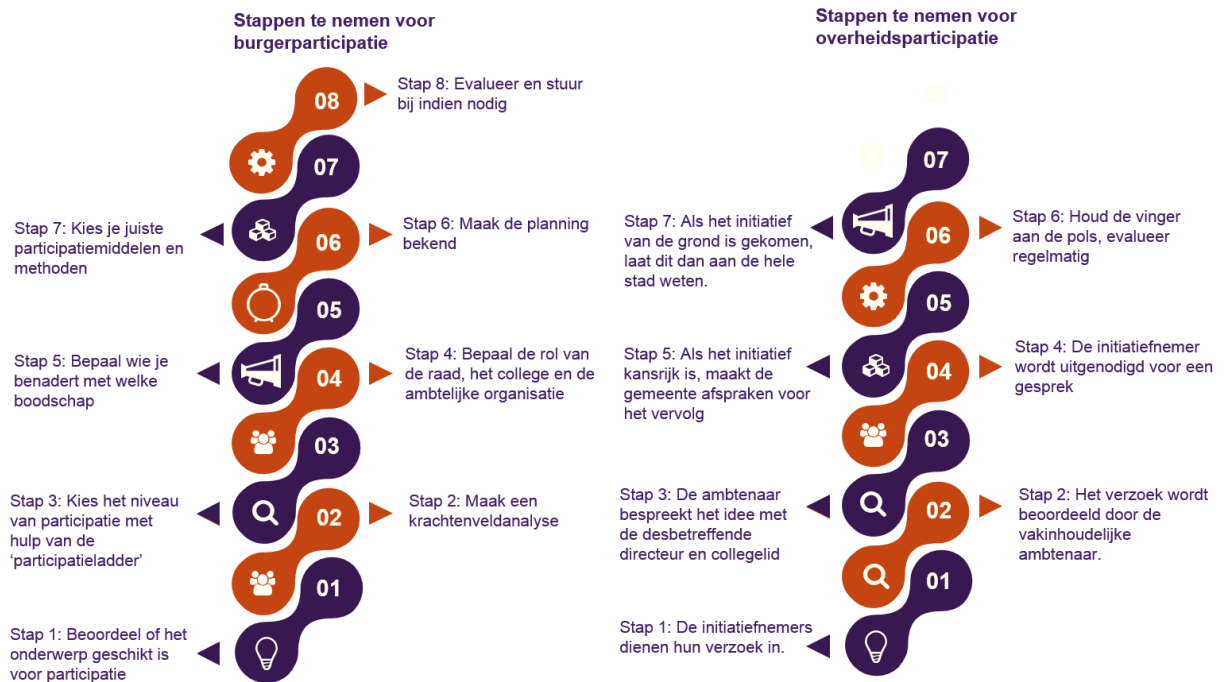 Stappen te nemen voor
burgerparticipatie
08
Stap 8: Evalueer en stuur
bij indien nodig
07
Stap 7: Kies je juiste
participatiemiddelen en
methoden
06
Stap 6: Maak de planning
bekend
05
Stap 5: Bepaal wie je
benadert met welke
boodschap
04
Stap 4: Bepaal de rol van
de raad, het college en de
ambtelijke organisatie
03
Stap 3: Kies het niveau
van participatie met
hulp van de
‘participatieladder’
02
Stap 2: Maak een
krachtenveldanalyse
01
Stap 1: Beoordeel of het
onderwerp geschikt is
voor participatie
Stappen te nemen voor
overheidsparticipatie
07
Stap 7: Als het initiatief
van de grond is gekomen,
laat dit dan aan de hele
stad weten.
06
Stap 6: Houd de vinger
aan de pols, evalueer
regelmatig
05
Stap 5: Als het initiatief
kansrijk is, maakt de
gemeente afspraken voor
het vervolg
04
Stap 4: De initiatiefnemer
wordt uitgenodigd voor een
gesprek
03
Stap 3: De ambtenaar
bespreekt het idee met
de desbetreffende
directeur en collegelid
02
Stap 2: Het verzoek wordt
beoordeeld door de
vakinhoudelijke
ambtenaar.
01
Stap 1: De initiatiefnemers
dienen hun verzoek in.